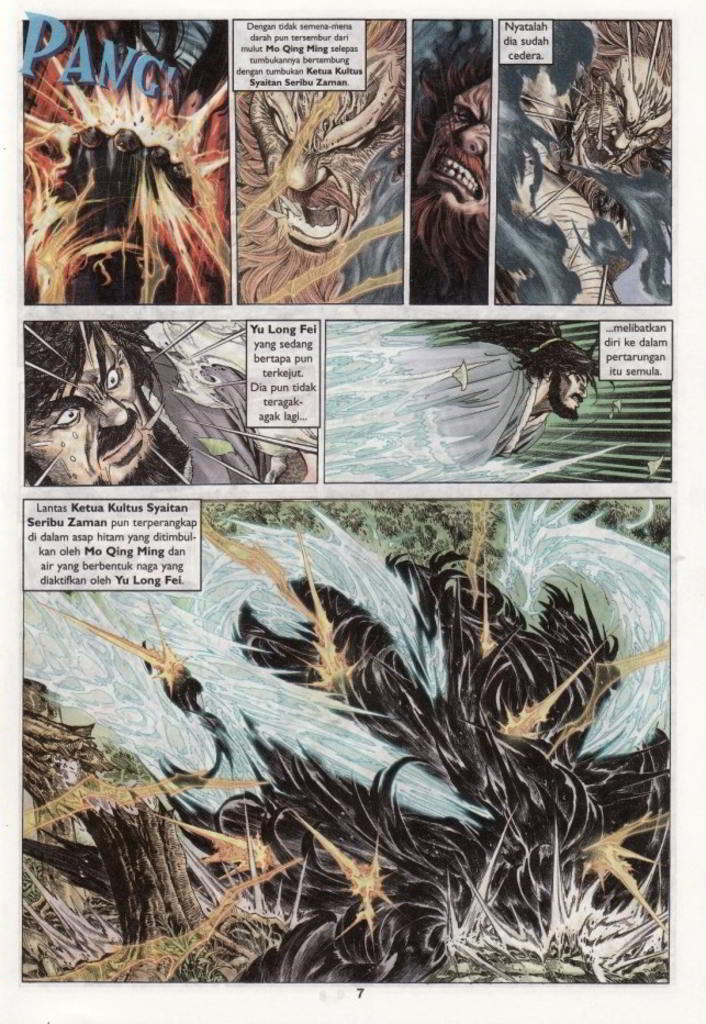 PANG!
Dengan tidak semena-mena
darah pun tersembur dari
mulut Mo Qing Ming selepas
tumbukannya bertembung
dengan tumbukan Ketua Kultus
Syaitan Seribu Zaman.
Nyatalah
dia sudah
cedera.
Yu Long Fei
yang sedang
bertapa pun
terkejut.
Dia pun tidak
teragak-
agak lagi...
...melibatkan
diri ke dalam
pertarungan
itu semula.
Lantas Ketua Kultus Syaitan
Seribu Zaman pun terperangkap
di dalam asap hitam yang ditimbul-
kan oleh Mo Qing Ming dan
air yang berbentuk naga yang
diaktifkan oleh Yu Long Fei.
7